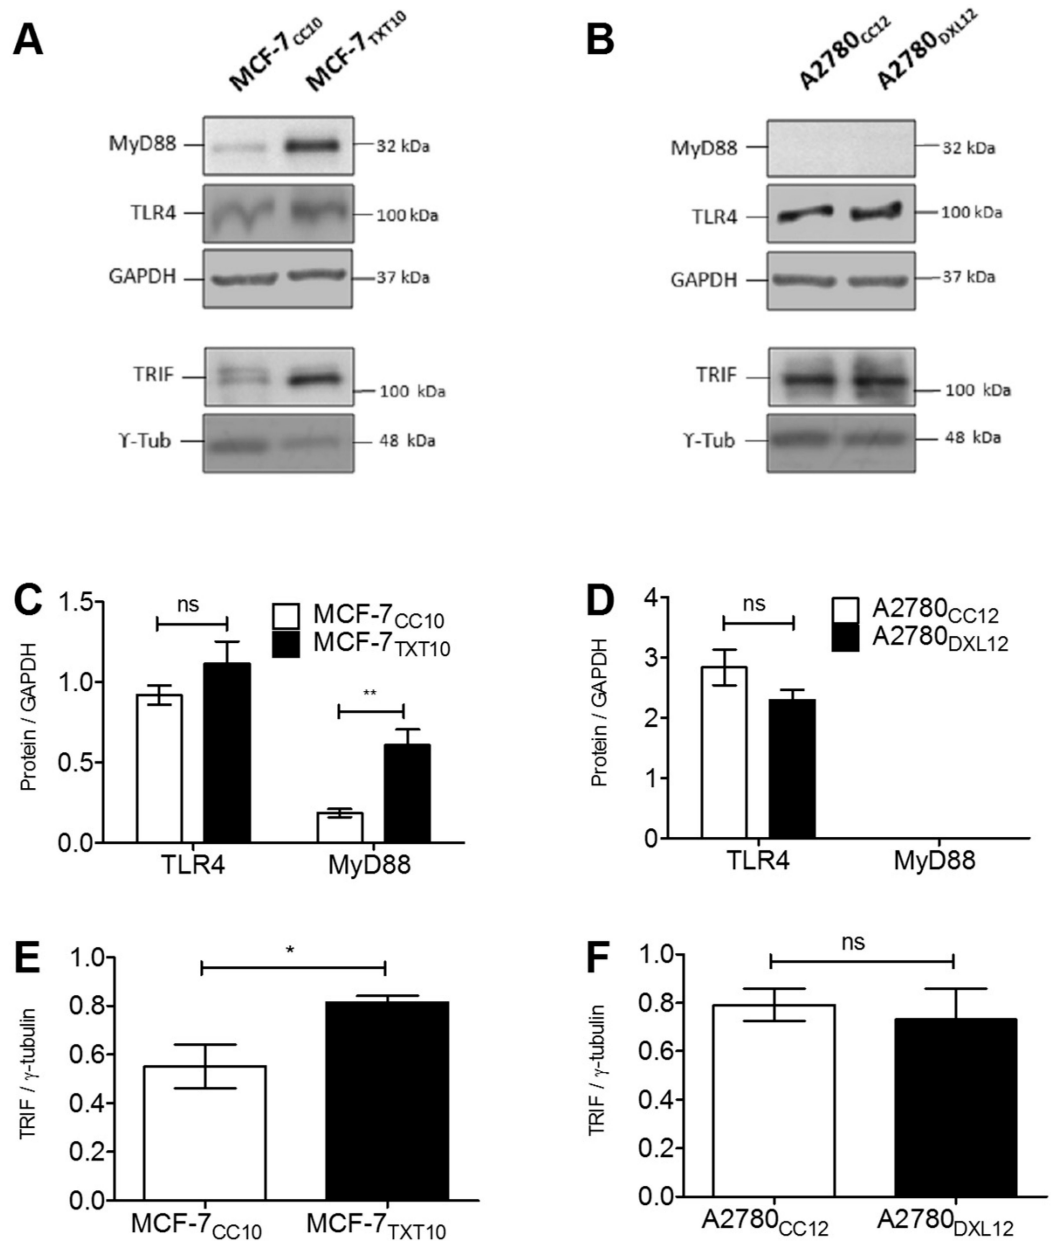 A
MCF-7CC10
MCF-7TXT10
MyD88
32 kDa
TLR4
100 kDa
GAPDH
37 kDa
TRIF
100 kDa
ϒ-Tub
48 kDa
B
A2780CC12
A2780DXL12
MyD88
32 kDa
TLR4
100 kDa
GAPDH
37 kDa
TRIF
100 kDa
ϒ-Tub
48 kDa
C
Protein / GAPDH
1.5
1.0
0.5
0.0
ns
**
MCF-7CC10
MCF-7TXT10
TLR4
MyD88
D
Protein / GAPDH
4
3
2
1
0
ns
A2780CC12
A2780DXL12
TLR4
MyD88
E
TRIF / γ-tubulin
1.0
0.8
0.6
0.4
0.2
0.0
*
MCF-7CC10
MCF-7TXT10
F
TRIF / γ-tubulin
1.0
0.8
0.6
0.4
0.2
0.0
ns
A2780CC12
A2780DXL12